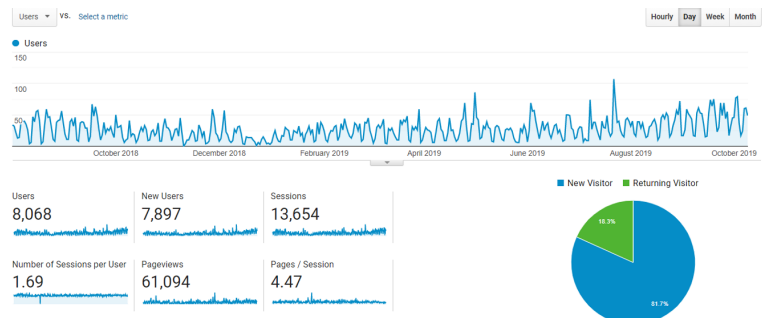 Users VS. Select a metric
Hourly Day Week Month
Users
150
100
50
October 2018 December 2018 February 2019 April 2019 June 2019 August 2019 October 2019
New Visitor Returning Visitor
Users New Users Sessions
8,068 7,897 13,654
Number of Sessions per User Pageviews Pages / Session
1.69 61,094 4.47
18.3%
81.7%